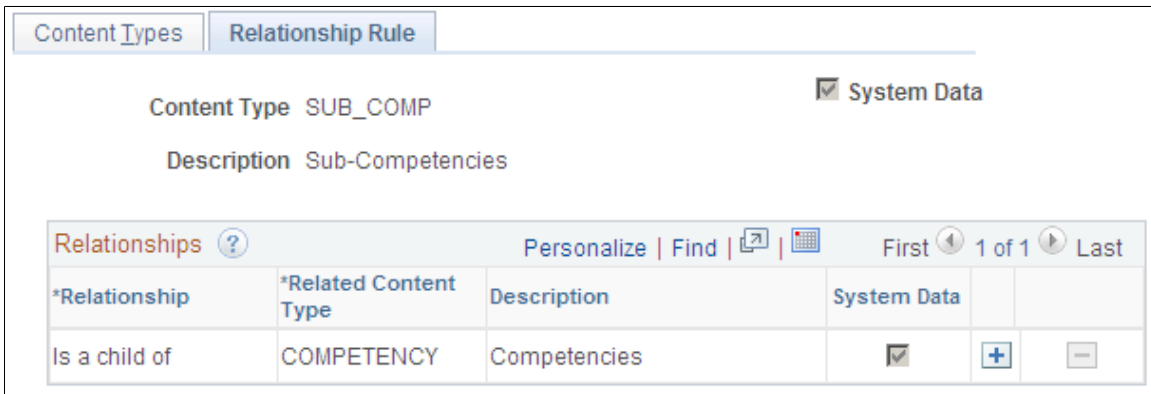 Content Types
Relationship Rule
Content Type SUB_COMP
System Data
Description Sub-Competencies
Relationships ? Personalize | Find | | First 1 of 1 Last
*Relationship *Related Content Type Description System Data
Is a child of COMPETENCY Competencies + −